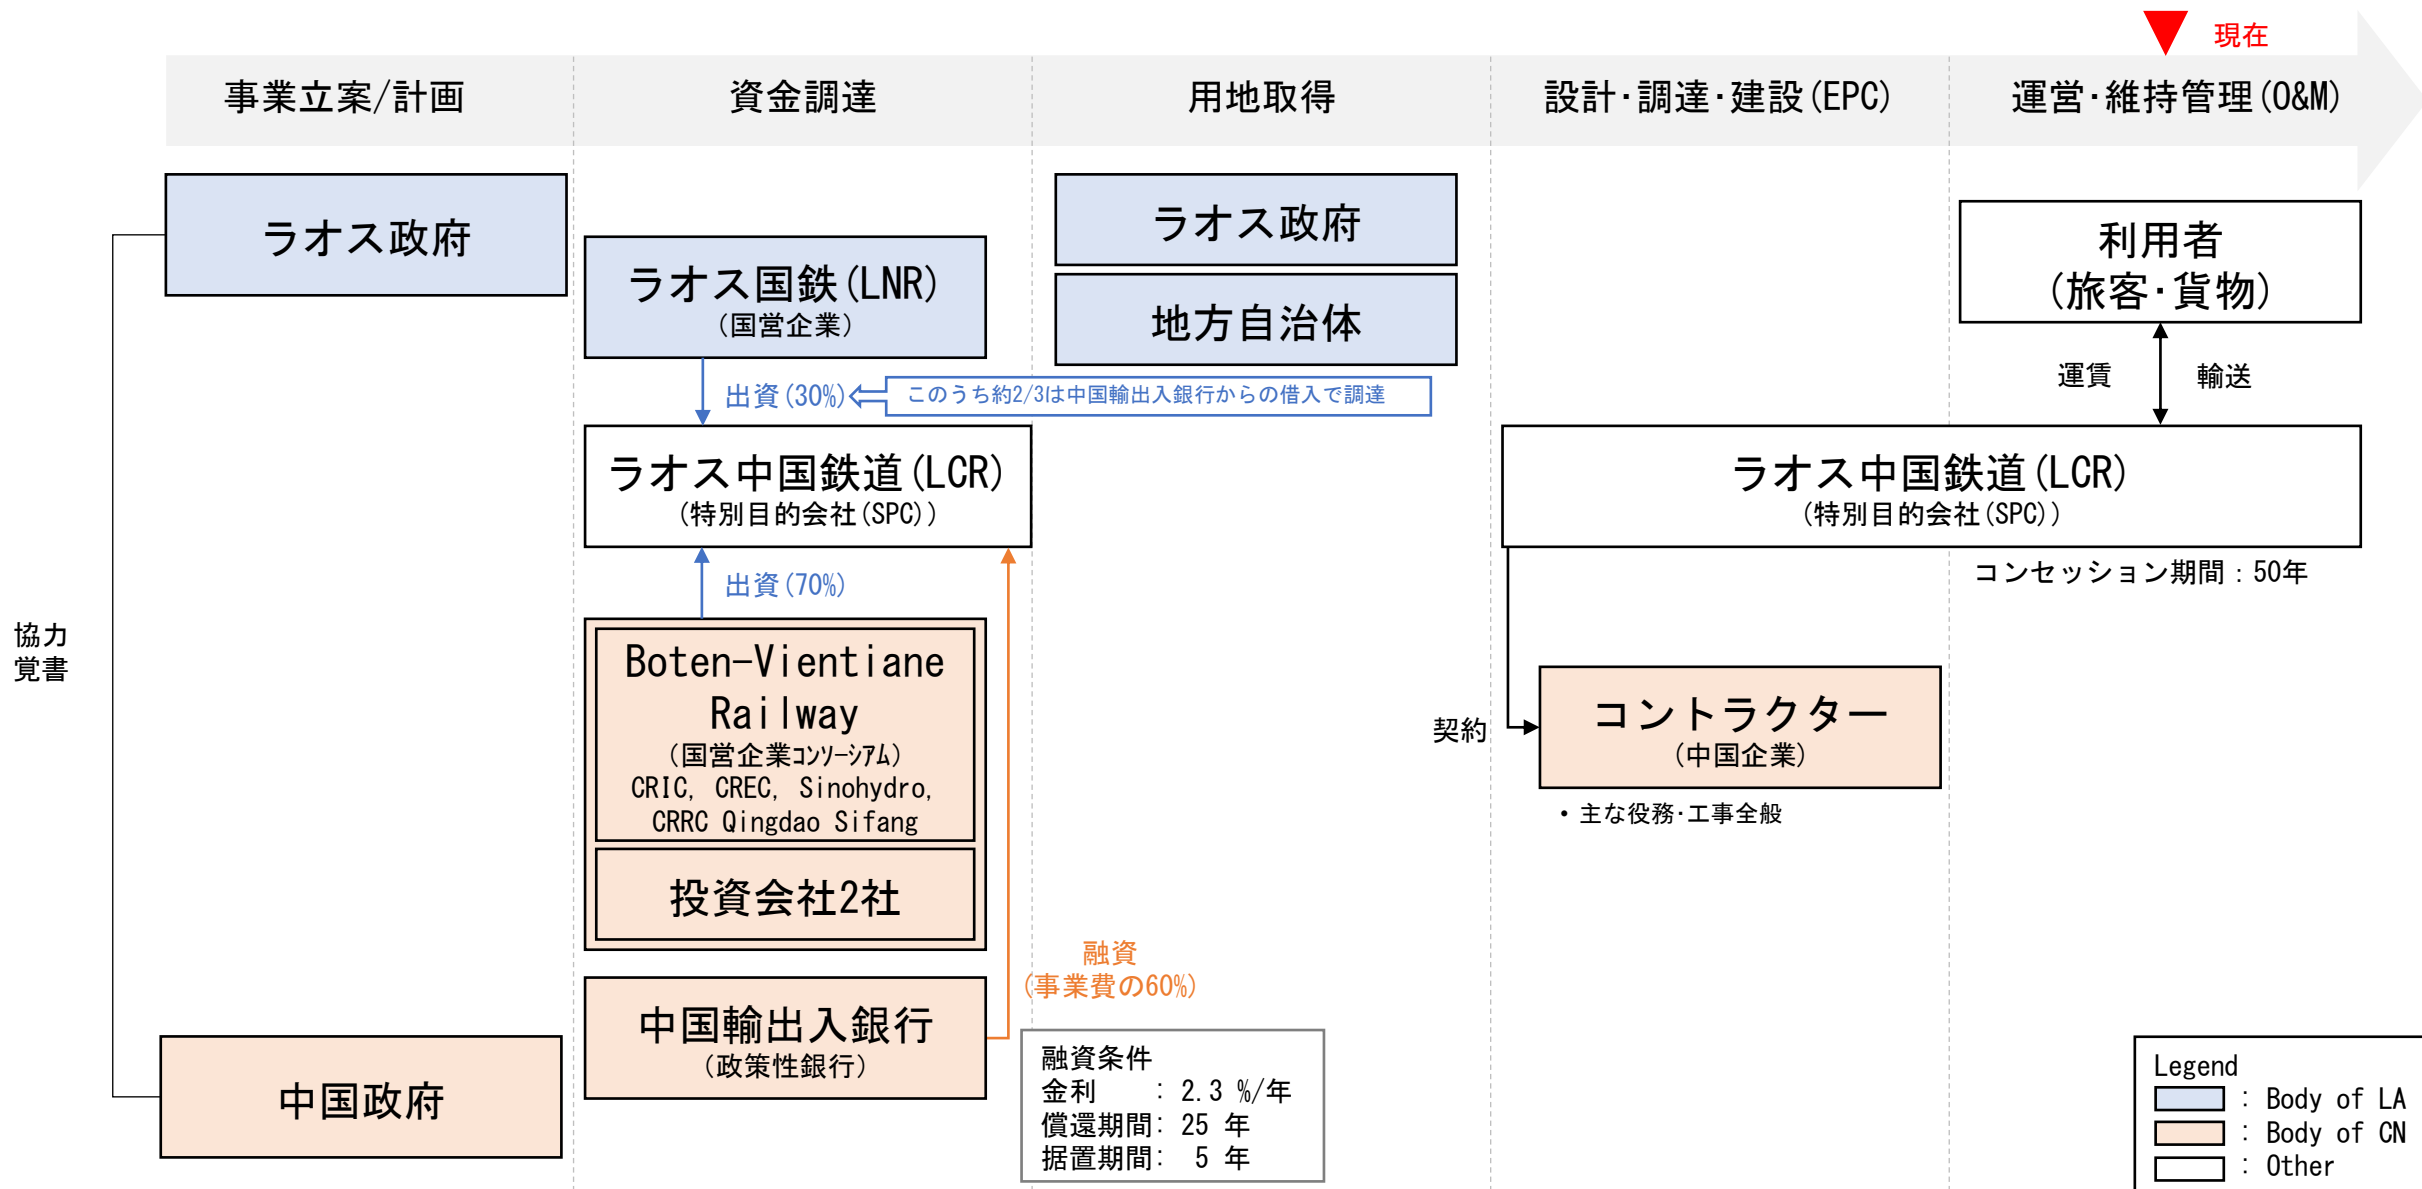 現在
事業立案/計画
資金調達
用地取得
設計・調達・建設(EPC)
運営・維持管理(O&M)
ラオス政府
ラオス国鉄(LNR)
(国営企業)
ラオス政府
地方自治体
利用者
(旅客・貨物)
出資(30%)
このうち約2/3は中国輸出入銀行からの借入で調達
運賃
輸送
ラオス中国鉄道(LCR)
(特別目的会社(SPC))
ラオス中国鉄道(LCR)
(特別目的会社(SPC))
出資(70%)
コンセッション期間：50年
協力
覚書
Boten-Vientiane
Railway
(国営企業ｺﾝｿｰｼｱﾑ)
CRIC, CREC, Sinohydro,
CRRC Qingdao Sifang
投資会社2社
契約
コントラクター
(中国企業)
・主な役務・工事全般
融資
(事業費の60%)
中国輸出入銀行
(政策性銀行)
中国政府
融資条件
金利　　：2.3 %/年
償還期間：25 年
据置期間： 5 年
Legend
：Body of LA
：Body of CN
：Other